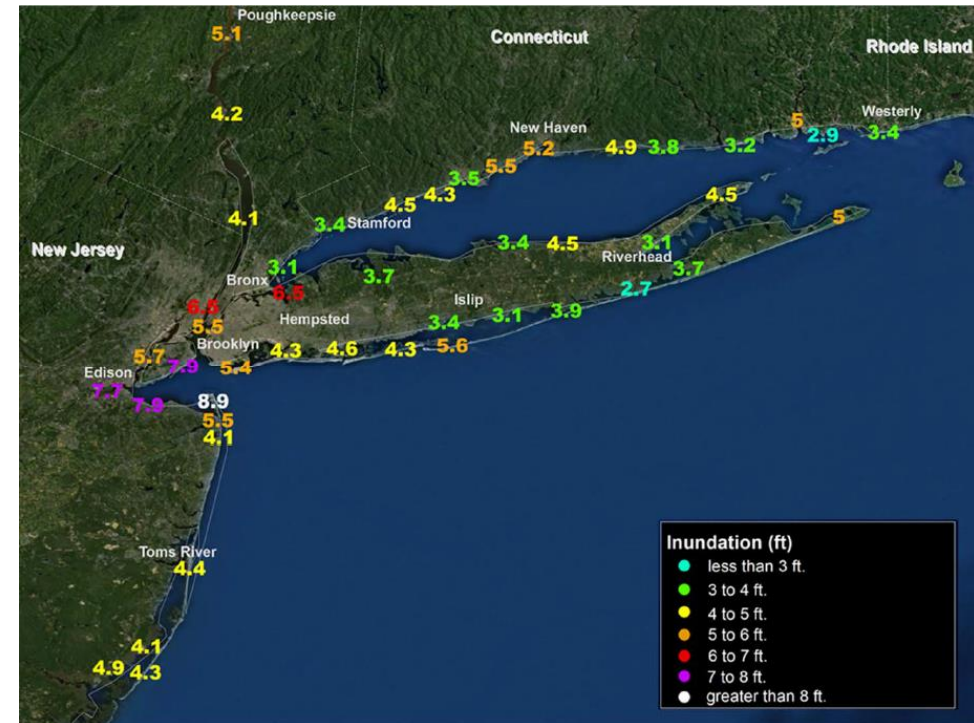 Poughkeepsie
5.1
Connecticut
Rhode Island
4.2
Westerly
5
New Haven
2.9
3.4
5.2
4.9
3.8
3.2
5.5
3.5
4.3
4.5
4.5
4.1
3.4
Stamford
5
New Jersey
3.4
4.5
3.1
Riverhead
3.1
3.7
3.7
Bronx
6.5
2.7
Islip
6.5
3.9
Hempsted
3.1
5.5
3.4
Brooklyn
4.3
4.6
4.3
5.6
5.7
7.9
5.4
Edison
7.7
7.9
8.9
5.5
4.1
Toms River
4.4
4.1
4.9
4.3
Inundation (ft)
less than 3 ft.
3 to 4 ft.
4 to 5 ft.
5 to 6 ft.
6 to 7 ft.
7 to 8 ft.
greater than 8 ft.